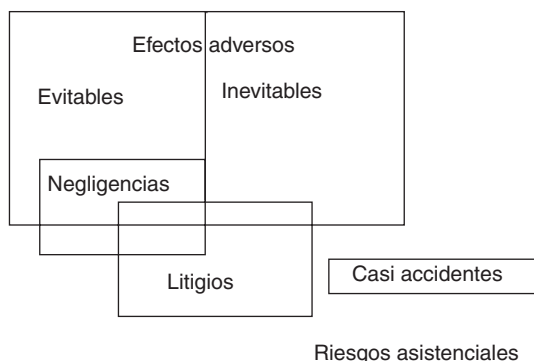 Efectos adversos
Evitables
Inevitables
Negligencias
Litigios
Casi accidentes
Riesgos asistenciales